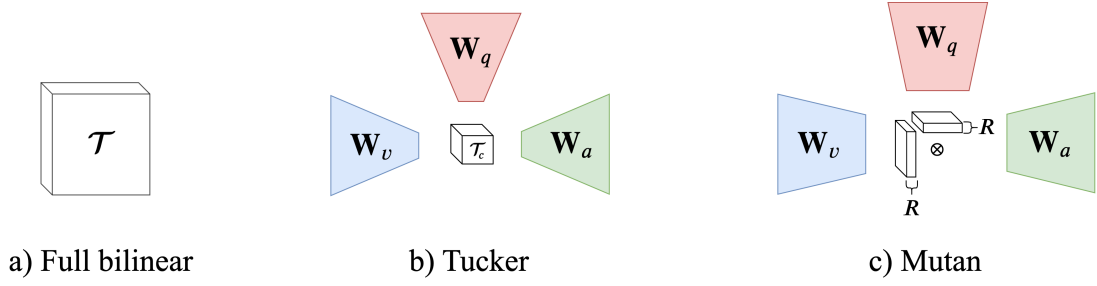 𝒯
W_q
W_v
𝒯_c
W_a
W_q
W_v
R
⊗
W_a
R
a) Full bilinear
b) Tucker
c) Mutan